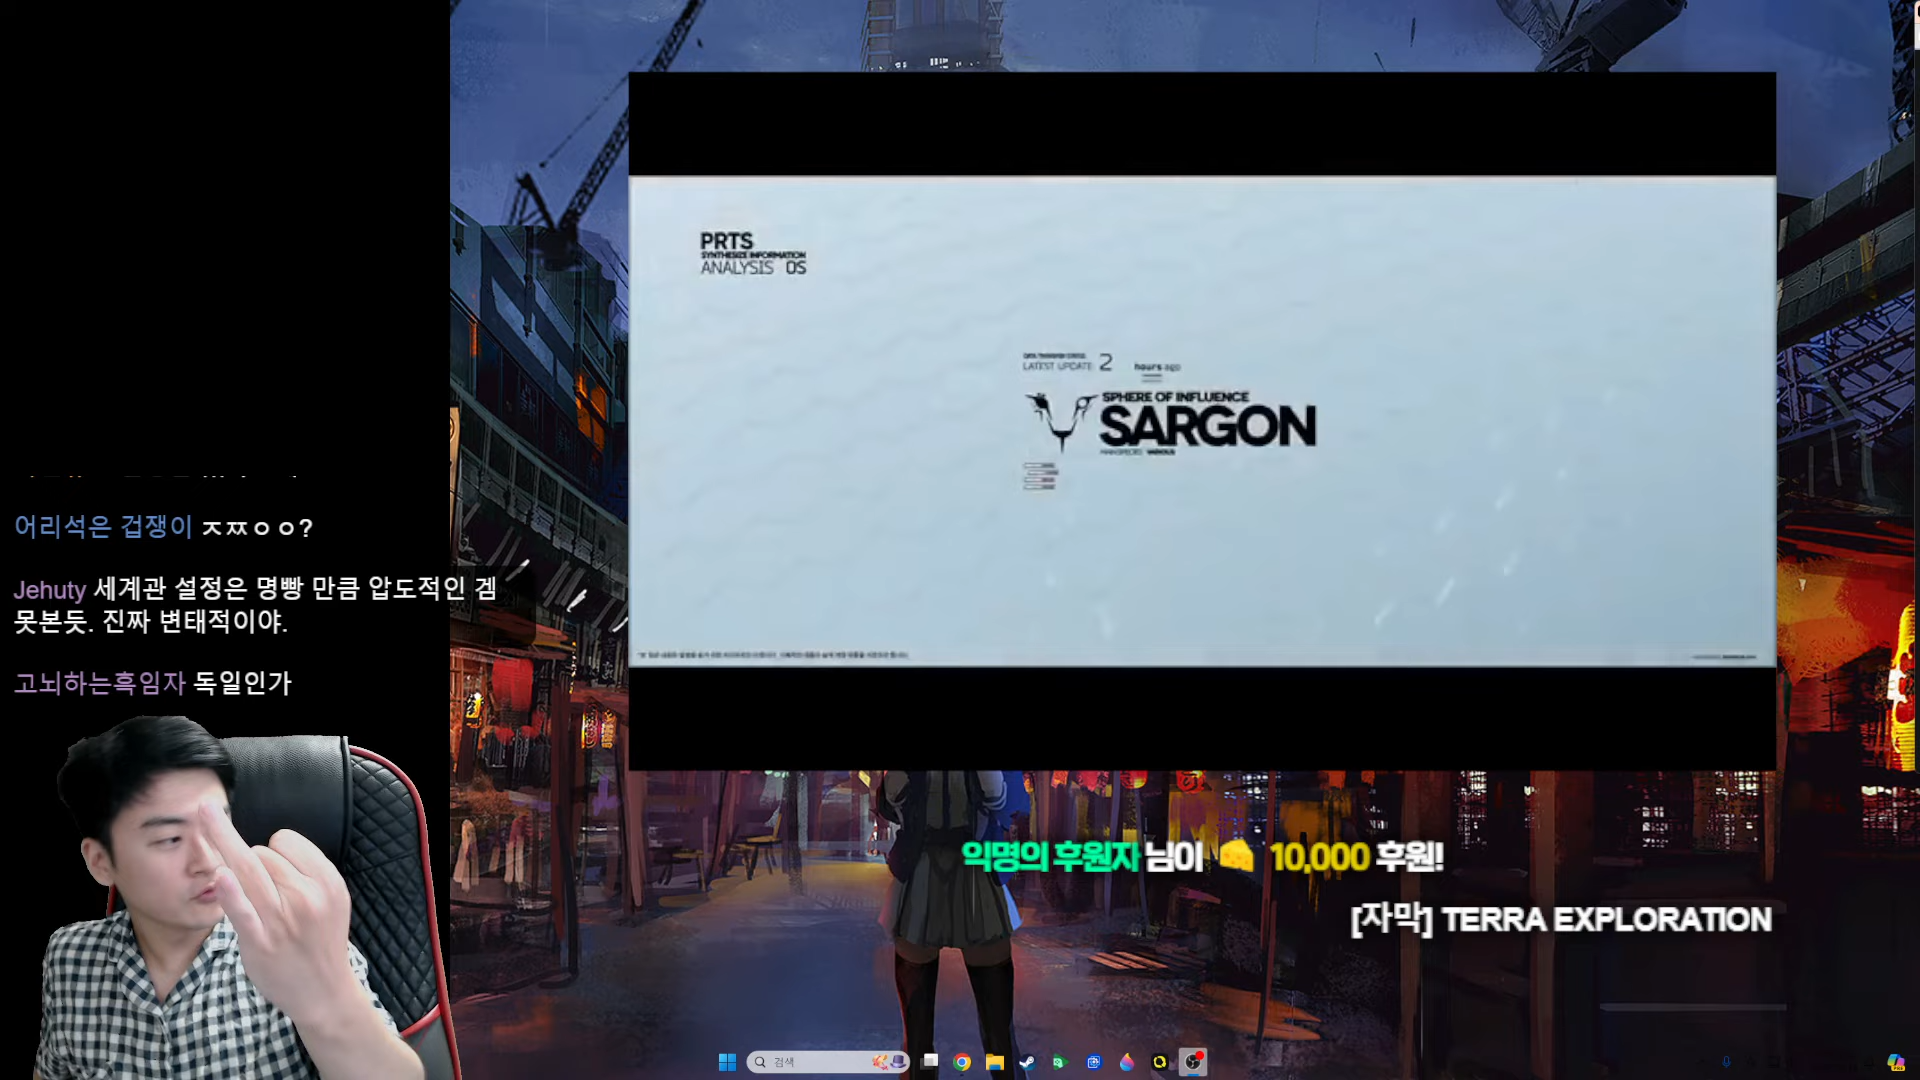 PRTS
SYNTHESIZE INFORMATION
ANALYSIS OS
LATEST UPDATE 2 hours ago
SPHERE OF INFLUENCE
SARGON
VARIOUS
어리석은 겁쟁이 ㅈㅉㅇㅇ?
Jehuty 세계관 설정은 명빵 만큼 압도적인 겜
못본듯. 진짜 변태적이야.
고뇌하는흑임자 독일인가
익명의 후원자 님이 10,000 후원!
[자막] TERRA EXPLORATION
검색